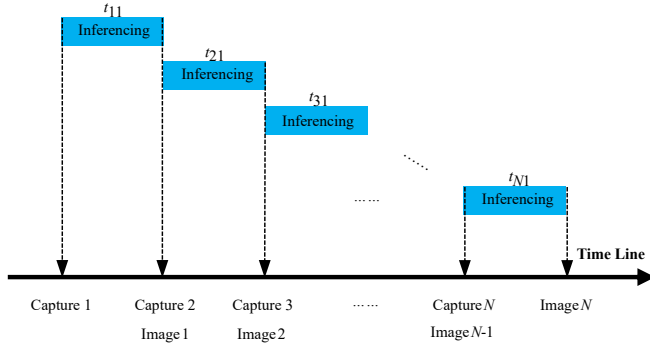 t11
Inferencing
t21
Inferencing
t31
Inferencing
......
......
tN1
Inferencing
Time Line
Capture 1 Capture 2 Capture 3 ...... Capture N Image N
Image 1 Image 2 Image N-1